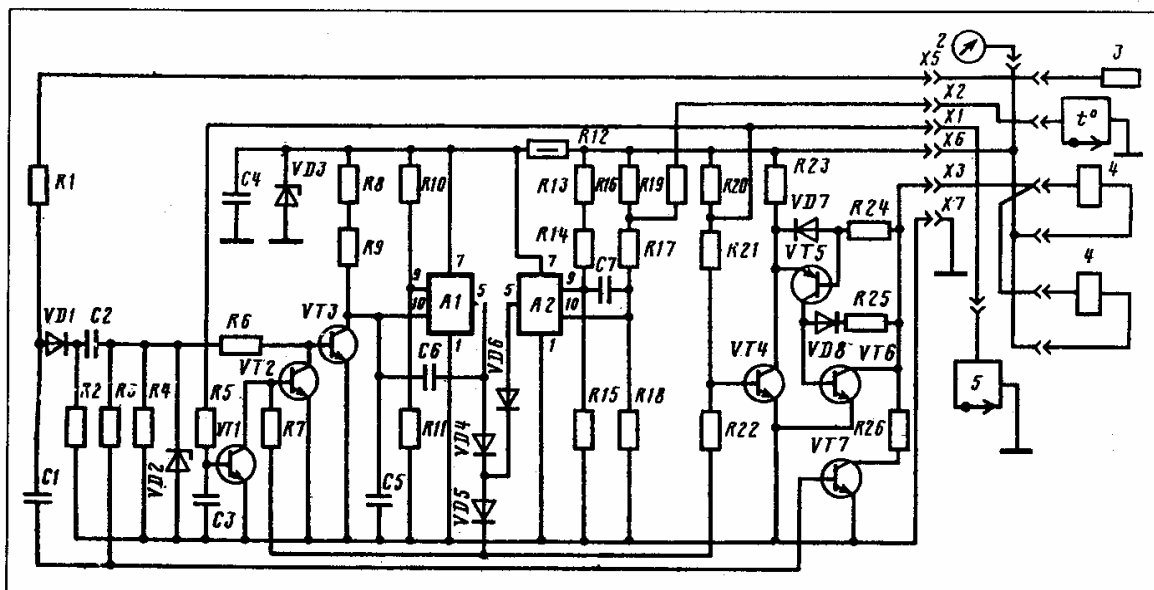 2
X5
3
X2
X1
t°
R12
X6
R1
C4
VD3
R8
R10
R13
R16
R19
R20
R23
X3
4
VD7
R24
X7
R9
R14
R17
R21
C7
VT5
7
7
9
9
10
10
A1
5
5
A2
4
R25
VD1
C2
R6
VT3
C6
1
1
VD6
VT4
VD8
VT6
VT2
R2
R3
R4
R5
R7
R11
R15
R18
R22
R26
5
VT1
VD4
VT7
C1
VD2
C3
C5
VD5